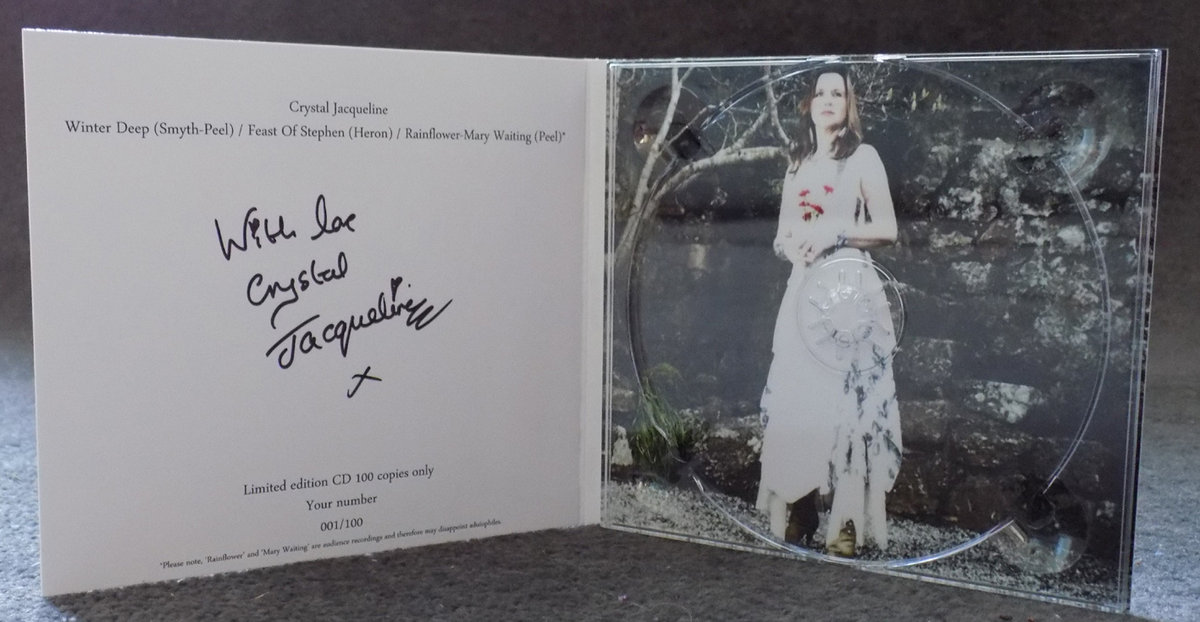 Crystal Jacqueline
Winter Deep (Smyth-Peel) / Feast Of Stephen (Heron) / Rainflower-Mary Waiting (Peel)*
With love
Crystal
Jacqueline
x
Limited edition CD 100 copies only
Your number
001/100
*Please note, 'Rainflower' and 'Mary Waiting' are audience recordings and therefore may disappoint adiuiophiles.